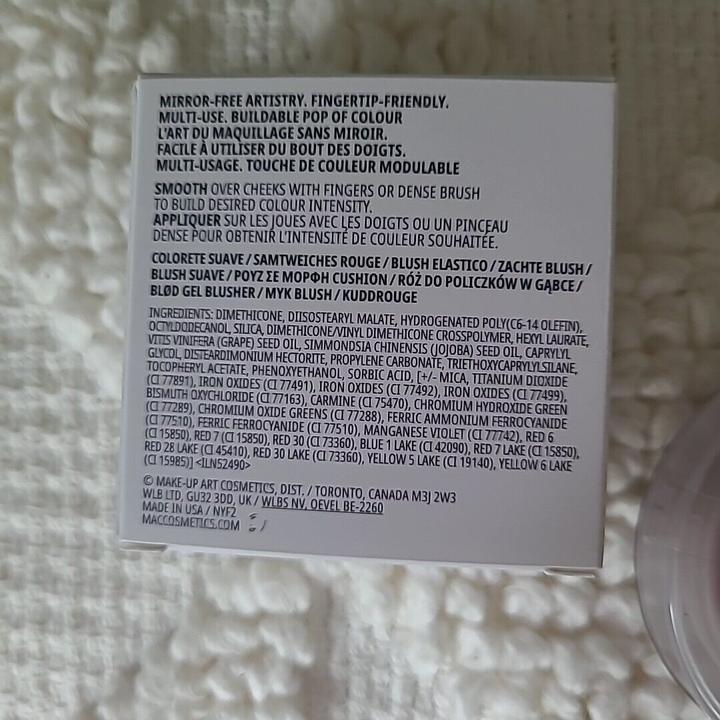 MIRROR-FREE ARTISTRY. FINGERTIP-FRIENDLY.
MULTI-USE. BUILDABLE POP OF COLOUR
L'ART DU MAQUILLAGE SANS MIROIR.
FACILE À UTILISER DU BOUT DES DOIGTS.
MULTI-USAGE. TOUCHE DE COULEUR MODULABLE
SMOOTH OVER CHEEKS WITH FINGERS OR DENSE BRUSH
TO BUILD DESIRED COLOUR INTENSITY.
APPLIQUER SUR LES JOUES AVEC LES DOIGTS OU UN PINCEAU
DENSE POUR OBTENIR L'INTENSITÉ DE COULEUR SOUHAITÉE.
COLORETE SUAVE / SAMTWEICHES ROUGE / BLUSH ELASTICO / ZACHTE BLUSH /
BLUSH SUAVE / ΡΟΥΖ ΣΕ ΜΟΡΦΗ CUSHION / RÓŻ DO POLICZKÓW W GĄBCE /
BLØD GEL BLUSHER / MYK BLUSH / KUDDROUGE
INGREDIENTS: DIMETHICONE, DIISOSTEARYL MALATE, HYDROGENATED POLY(C6-14 OLEFIN),
OCTYLDODECANOL, SILICA, DIMETHICONE/VINYL DIMETHICONE CROSSPOLYMER, HEXYL LAURATE,
VITIS VINIFERA (GRAPE) SEED OIL, SIMMONDSIA CHINENSIS (JOJOBA) SEED OIL, CAPRYLYL
GLYCOL, DISTEARDIMONIUM HECTORITE, PROPYLENE CARBONATE, TRIETHOXYCAPRYLYLSILANE,
TOCOPHERYL ACETATE, PHENOXYETHANOL, SORBIC ACID, [+/- MICA, TITANIUM DIOXIDE
(CI 77891), IRON OXIDES (CI 77491), IRON OXIDES (CI 77492), IRON OXIDES (CI 77499),
BISMUTH OXYCHLORIDE (CI 77163), CARMINE (CI 75470), CHROMIUM HYDROXIDE GREEN
(CI 77289), CHROMIUM OXIDE GREENS (CI 77288), FERRIC AMMONIUM FERROCYANIDE
(CI 77510), FERRIC FERROCYANIDE (CI 77510), MANGANESE VIOLET (CI 77742), RED 6
(CI 15850), RED 7 (CI 15850), RED 30 (CI 73360), BLUE 1 LAKE (CI 42090), RED 7 LAKE (CI 15850),
RED 28 LAKE (CI 45410), RED 30 LAKE (CI 73360), YELLOW 5 LAKE (CI 19140), YELLOW 6 LAKE
(CI 15985)] <ILN52490>
© MAKE-UP ART COSMETICS, DIST. / TORONTO, CANADA M3J 2W3
WLB LTD, GU32 3DD, UK / WLBS NV, OEVEL BE-2260
MADE IN USA / NYF2
MACCOSMETICS.COM